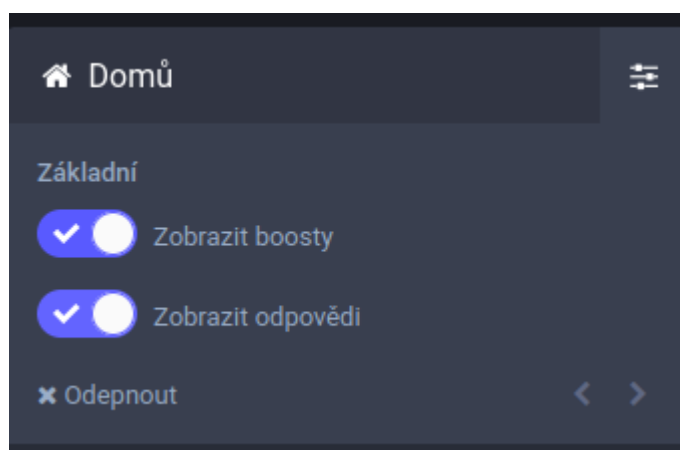 Domů
Základní
Zobrazit boosty
Zobrazit odpovědi
Odepnout